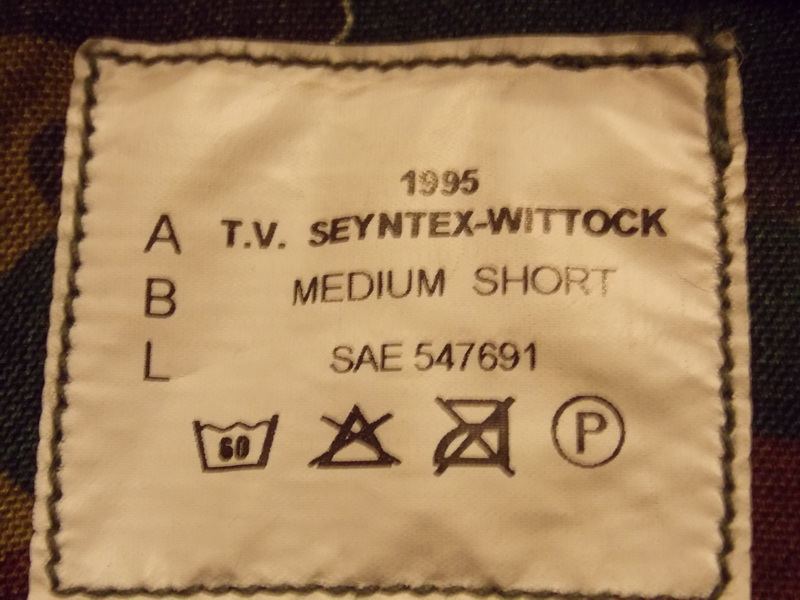 1995
A T.V. SEYNTEX-WITTOCK
B MEDIUM SHORT
L SAE 547691
60 P